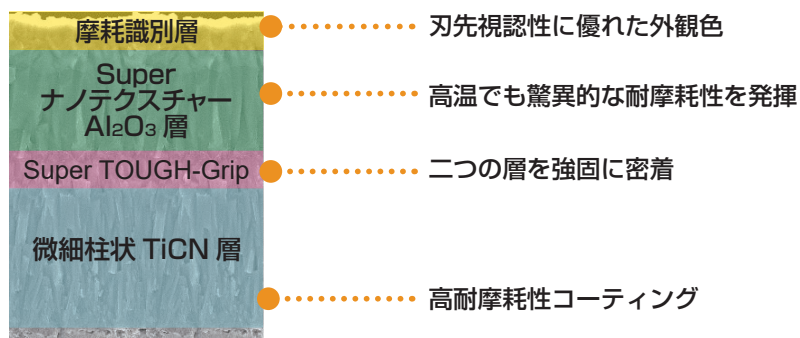 摩耗識別層
刃先視認性に優れた外観色
Super
ナノテクスチャー
Al₂O₃ 層
高温でも驚異的な耐摩耗性を発揮
Super TOUGH-Grip
二つの層を強固に密着
微細柱状 TiCN 層
高耐摩耗性コーティング